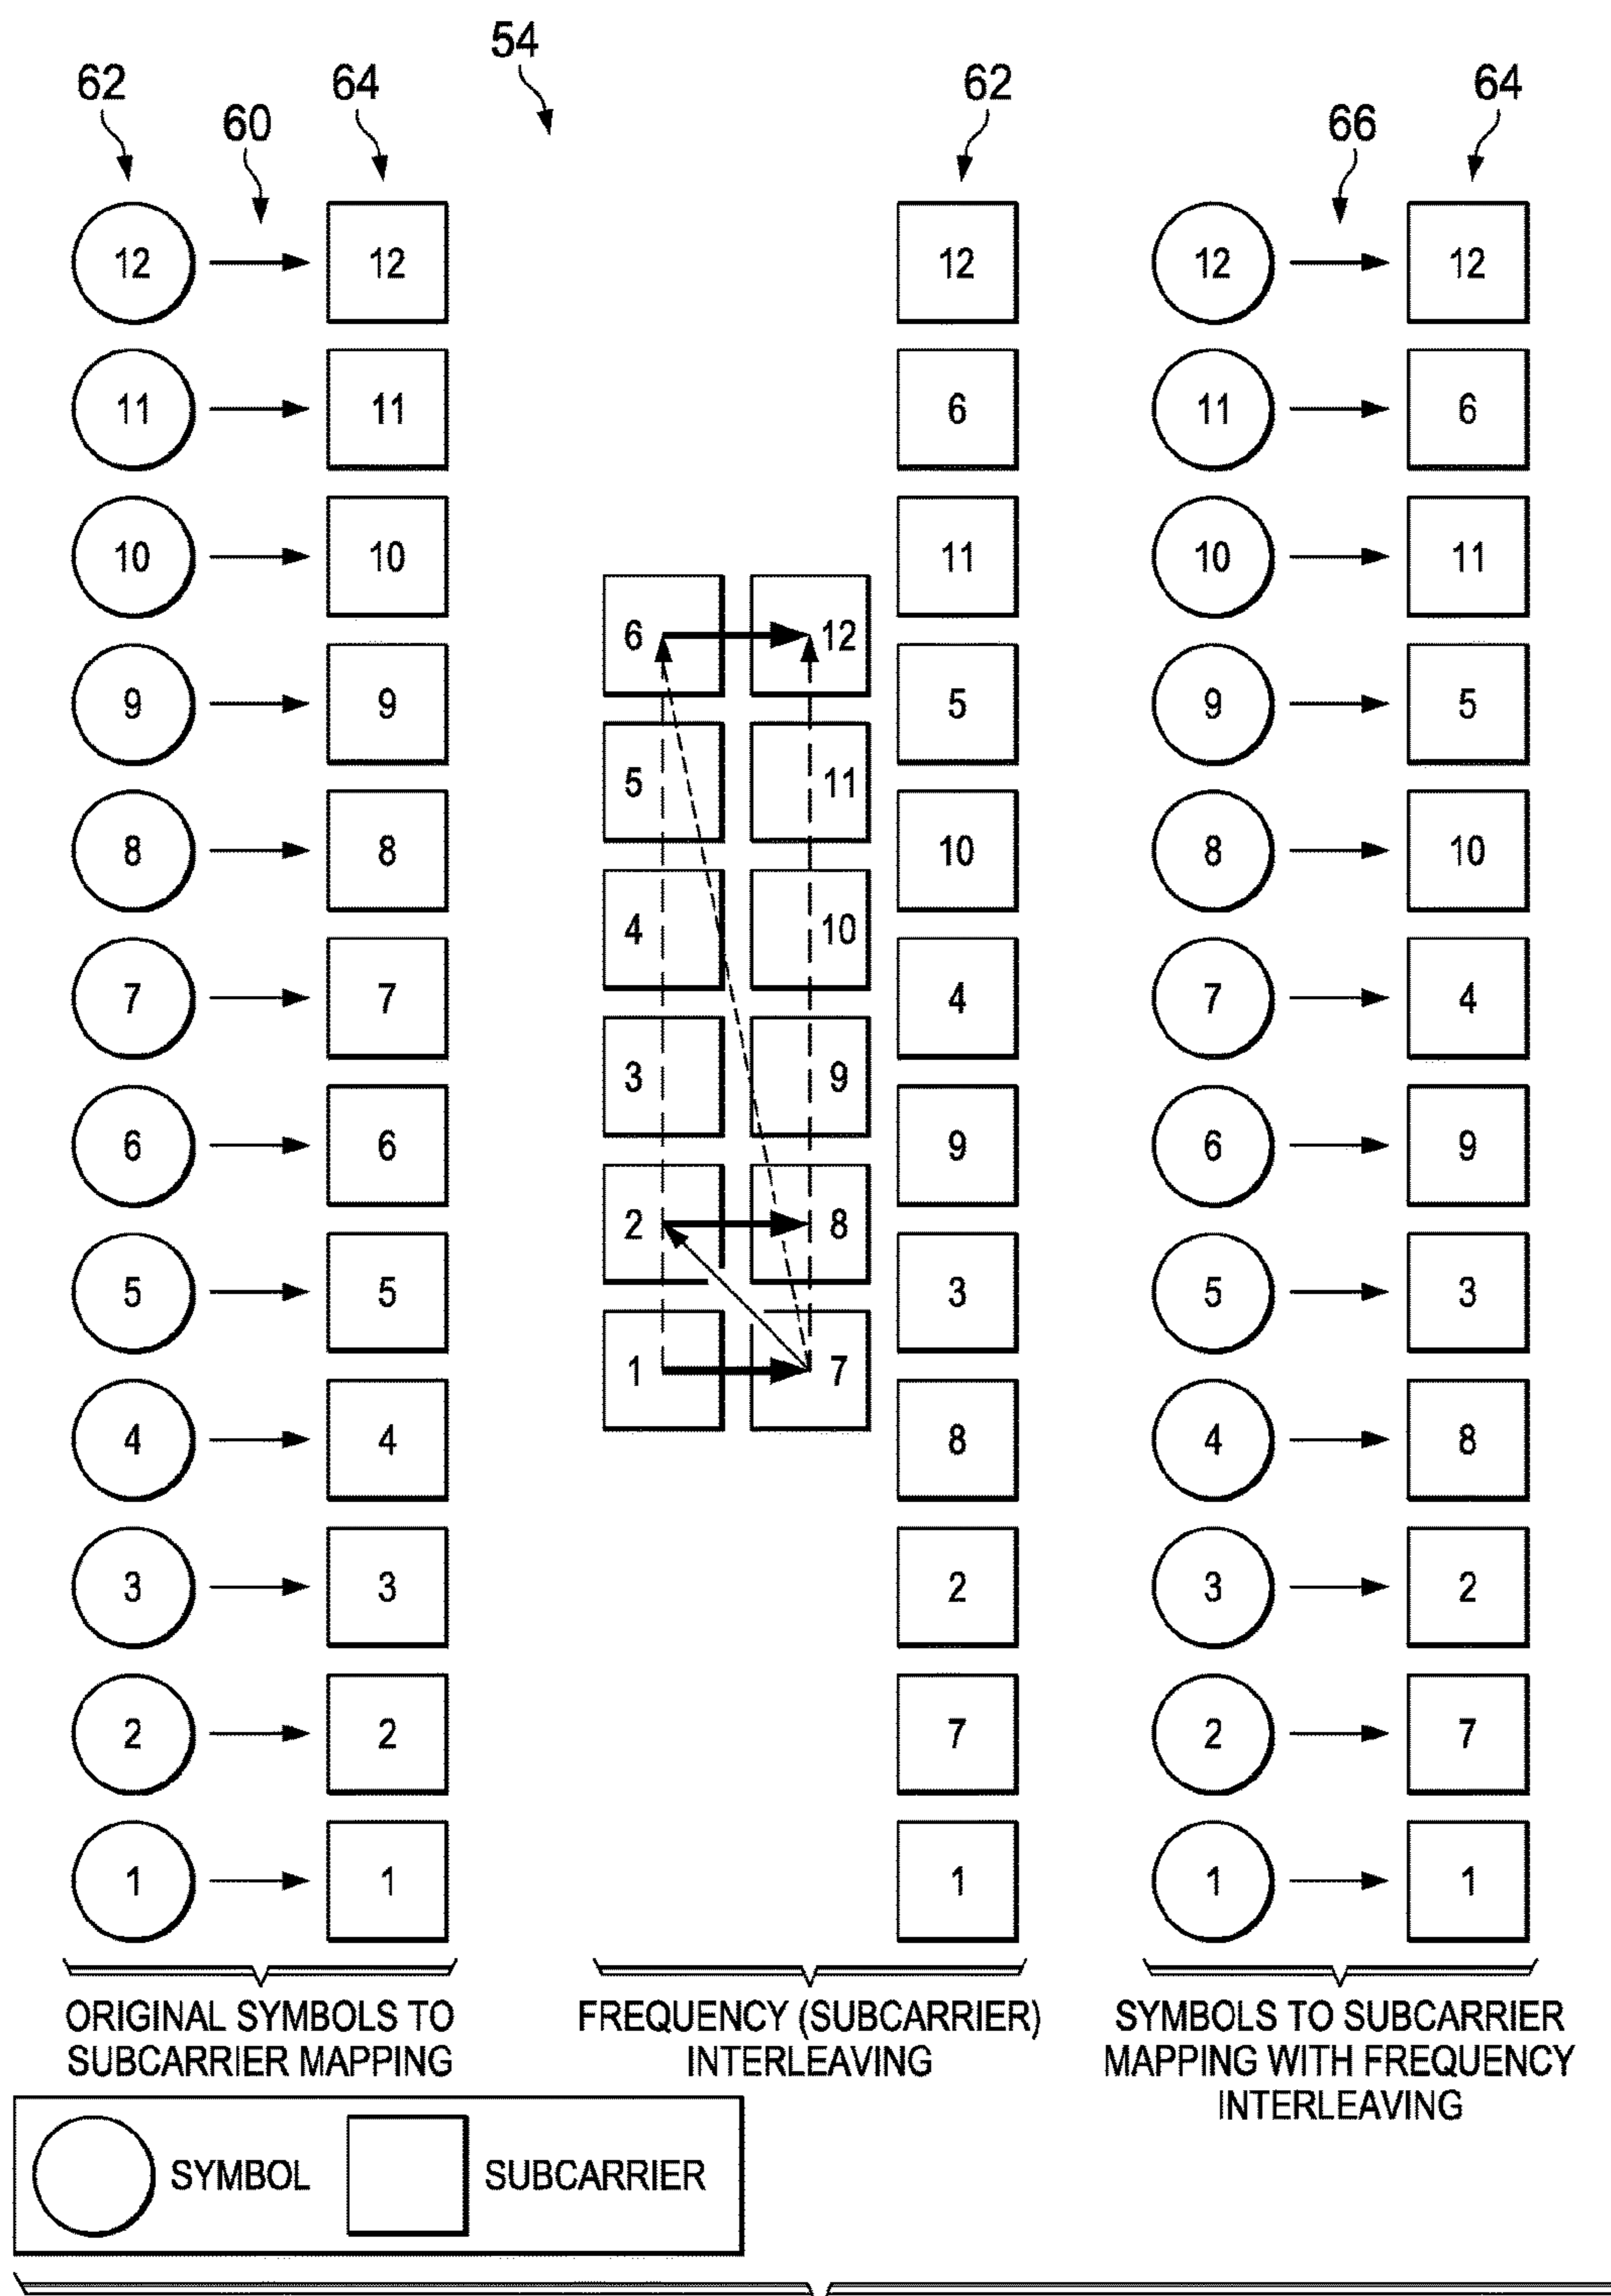 54
62 64 62 64
60 66
12 12 12 12 12
11 11 6 11 6
10 10 11 10 11
6 12
9 9 5 9 5
5 11
8 8 10 8 10
4 10
7 7 4 7 4
3 9
6 6 9 6 9
2 8
5 5 3 5 3
1 7
4 4 8 4 8
3 3 2 3 2
2 2 7 2 7
1 1 1 1 1
ORIGINAL SYMBOLS TO
SUBCARRIER MAPPING
FREQUENCY (SUBCARRIER)
INTERLEAVING
SYMBOLS TO SUBCARRIER
MAPPING WITH FREQUENCY
INTERLEAVING
SYMBOL SUBCARRIER